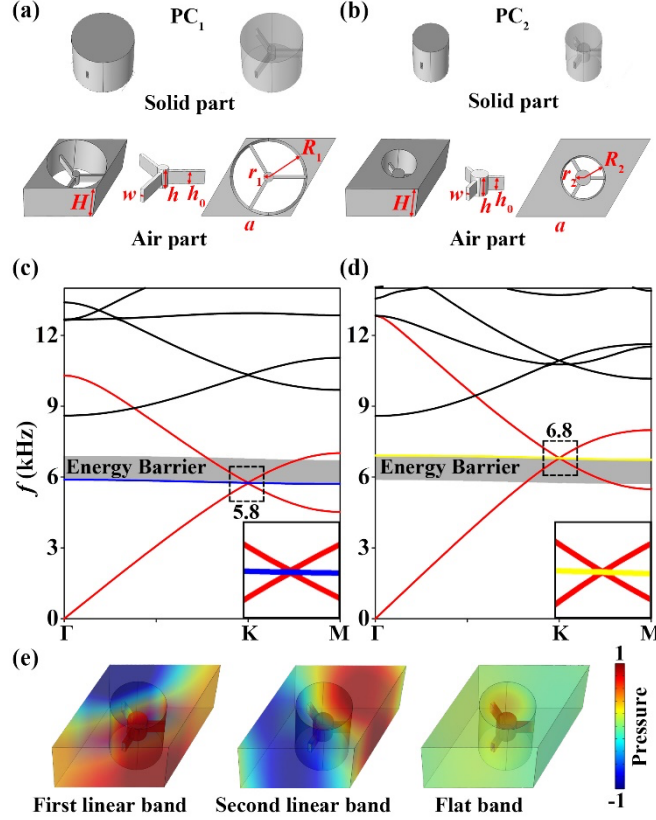 (a) PC₁
Solid part
H w h h₀ r₁ R₁ a
Air part
(b) PC₂
Solid part
H w h h₀ r₂ R₂ a
Air part
(c)
f (kHz)
12
9
6
3
0
Energy Barrier
5.8
Γ K M
(d)
12
9
6
3
0
6.8
Energy Barrier
Γ K M
(e)
1
Pressure
-1
First linear band
Second linear band
Flat band